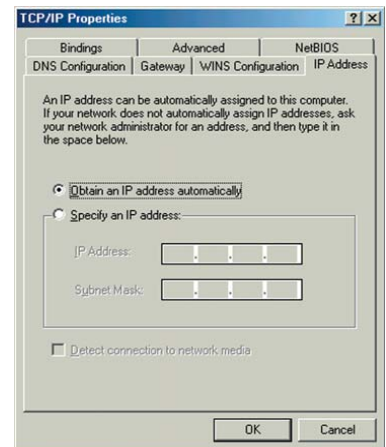 TCP/IP Properties
Bindings Advanced NetBIOS
DNS Configuration Gateway WINS Configuration IP Address
An IP address can be automatically assigned to this computer.
If your network does not automatically assign IP addresses, ask
your network administrator for an address, and then type it in
the space below.
Obtain an IP address automatically
Specify an IP address:
IP Address:
Subnet Mask:
Detect connection to network media
OK Cancel